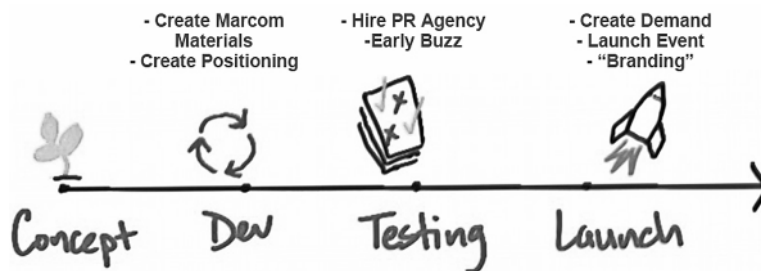 - Create Marcom
Materials
- Create Positioning
- Hire PR Agency
-Early Buzz
- Create Demand
- Launch Event
- “Branding”
Concept
Dev
Testing
Launch